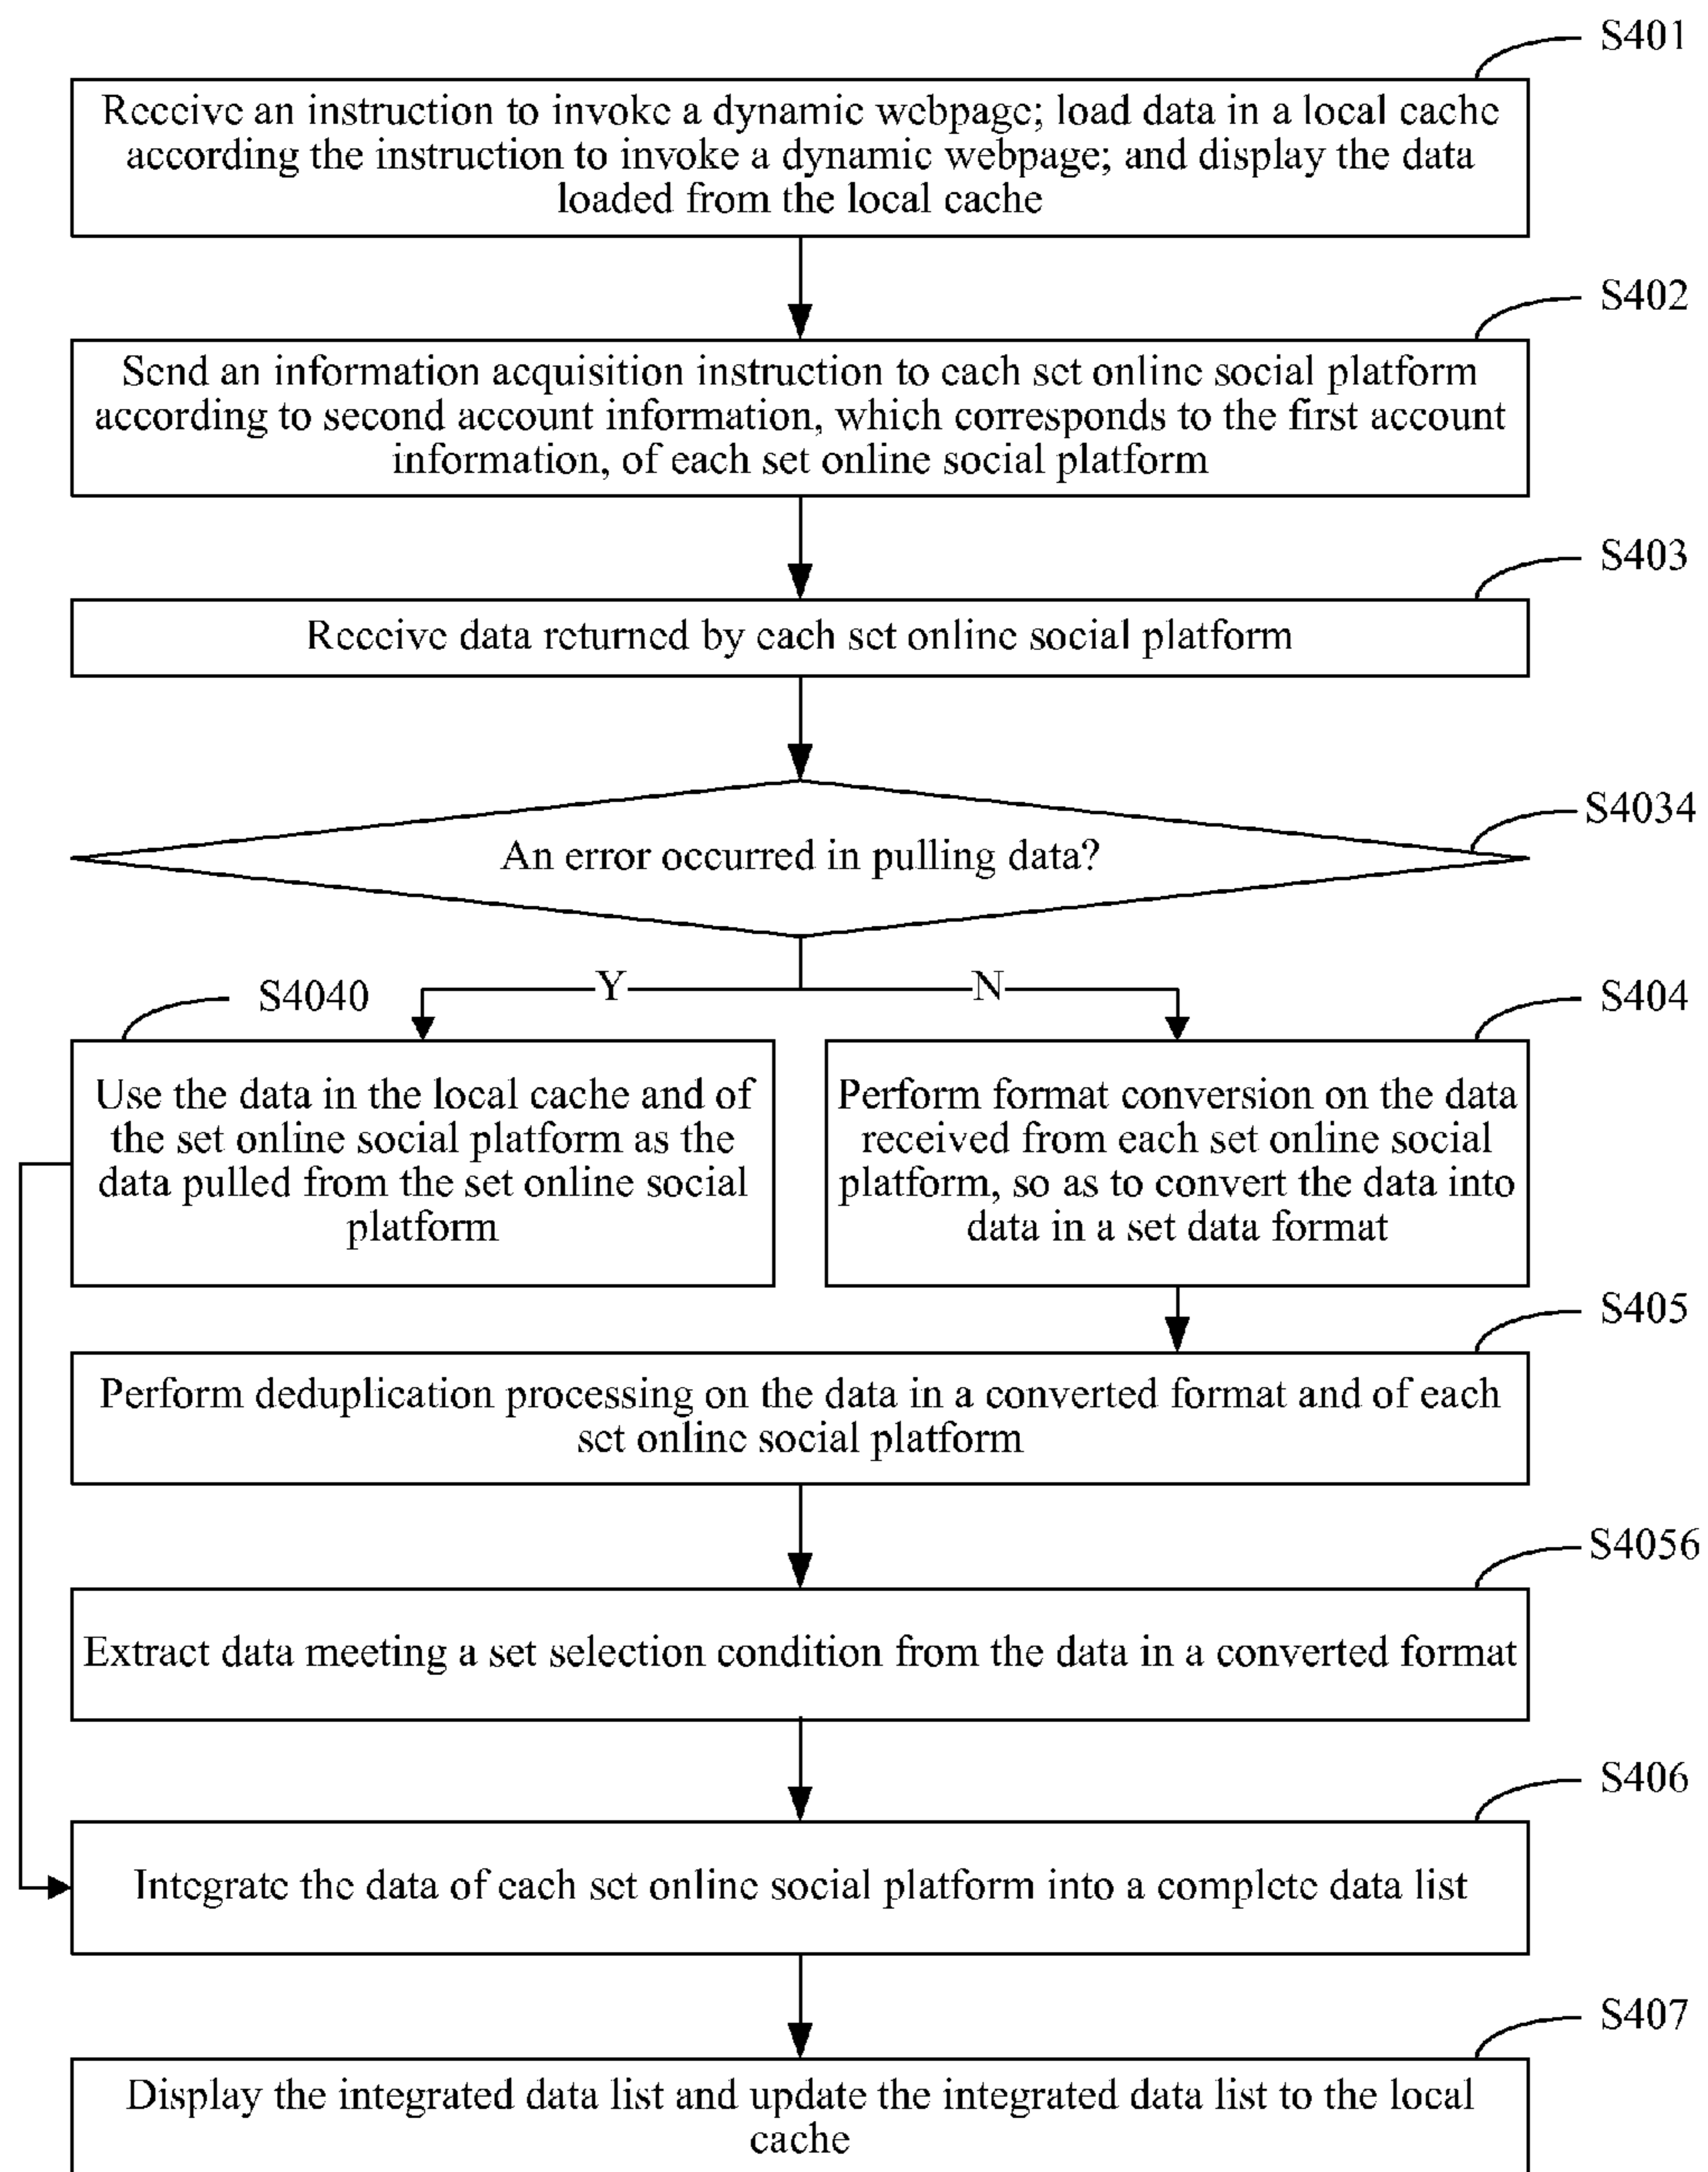 S401
Receive an instruction to invoke a dynamic webpage; load data in a local cache
according the instruction to invoke a dynamic webpage; and display the data
loaded from the local cache
S402
Send an information acquisition instruction to each set online social platform
according to second account information, which corresponds to the first account
information, of each set online social platform
S403
Receive data returned by each set online social platform
S4034
An error occurred in pulling data?
Y
N
S4040
Use the data in the local cache and of
the set online social platform as the
data pulled from the set online social
platform
S404
Perform format conversion on the data
received from each set online social
platform, so as to convert the data into
data in a set data format
S405
Perform deduplication processing on the data in a converted format and of each
set online social platform
S4056
Extract data meeting a set selection condition from the data in a converted format
S406
Integrate the data of each set online social platform into a complete data list
S407
Display the integrated data list and update the integrated data list to the local
cache